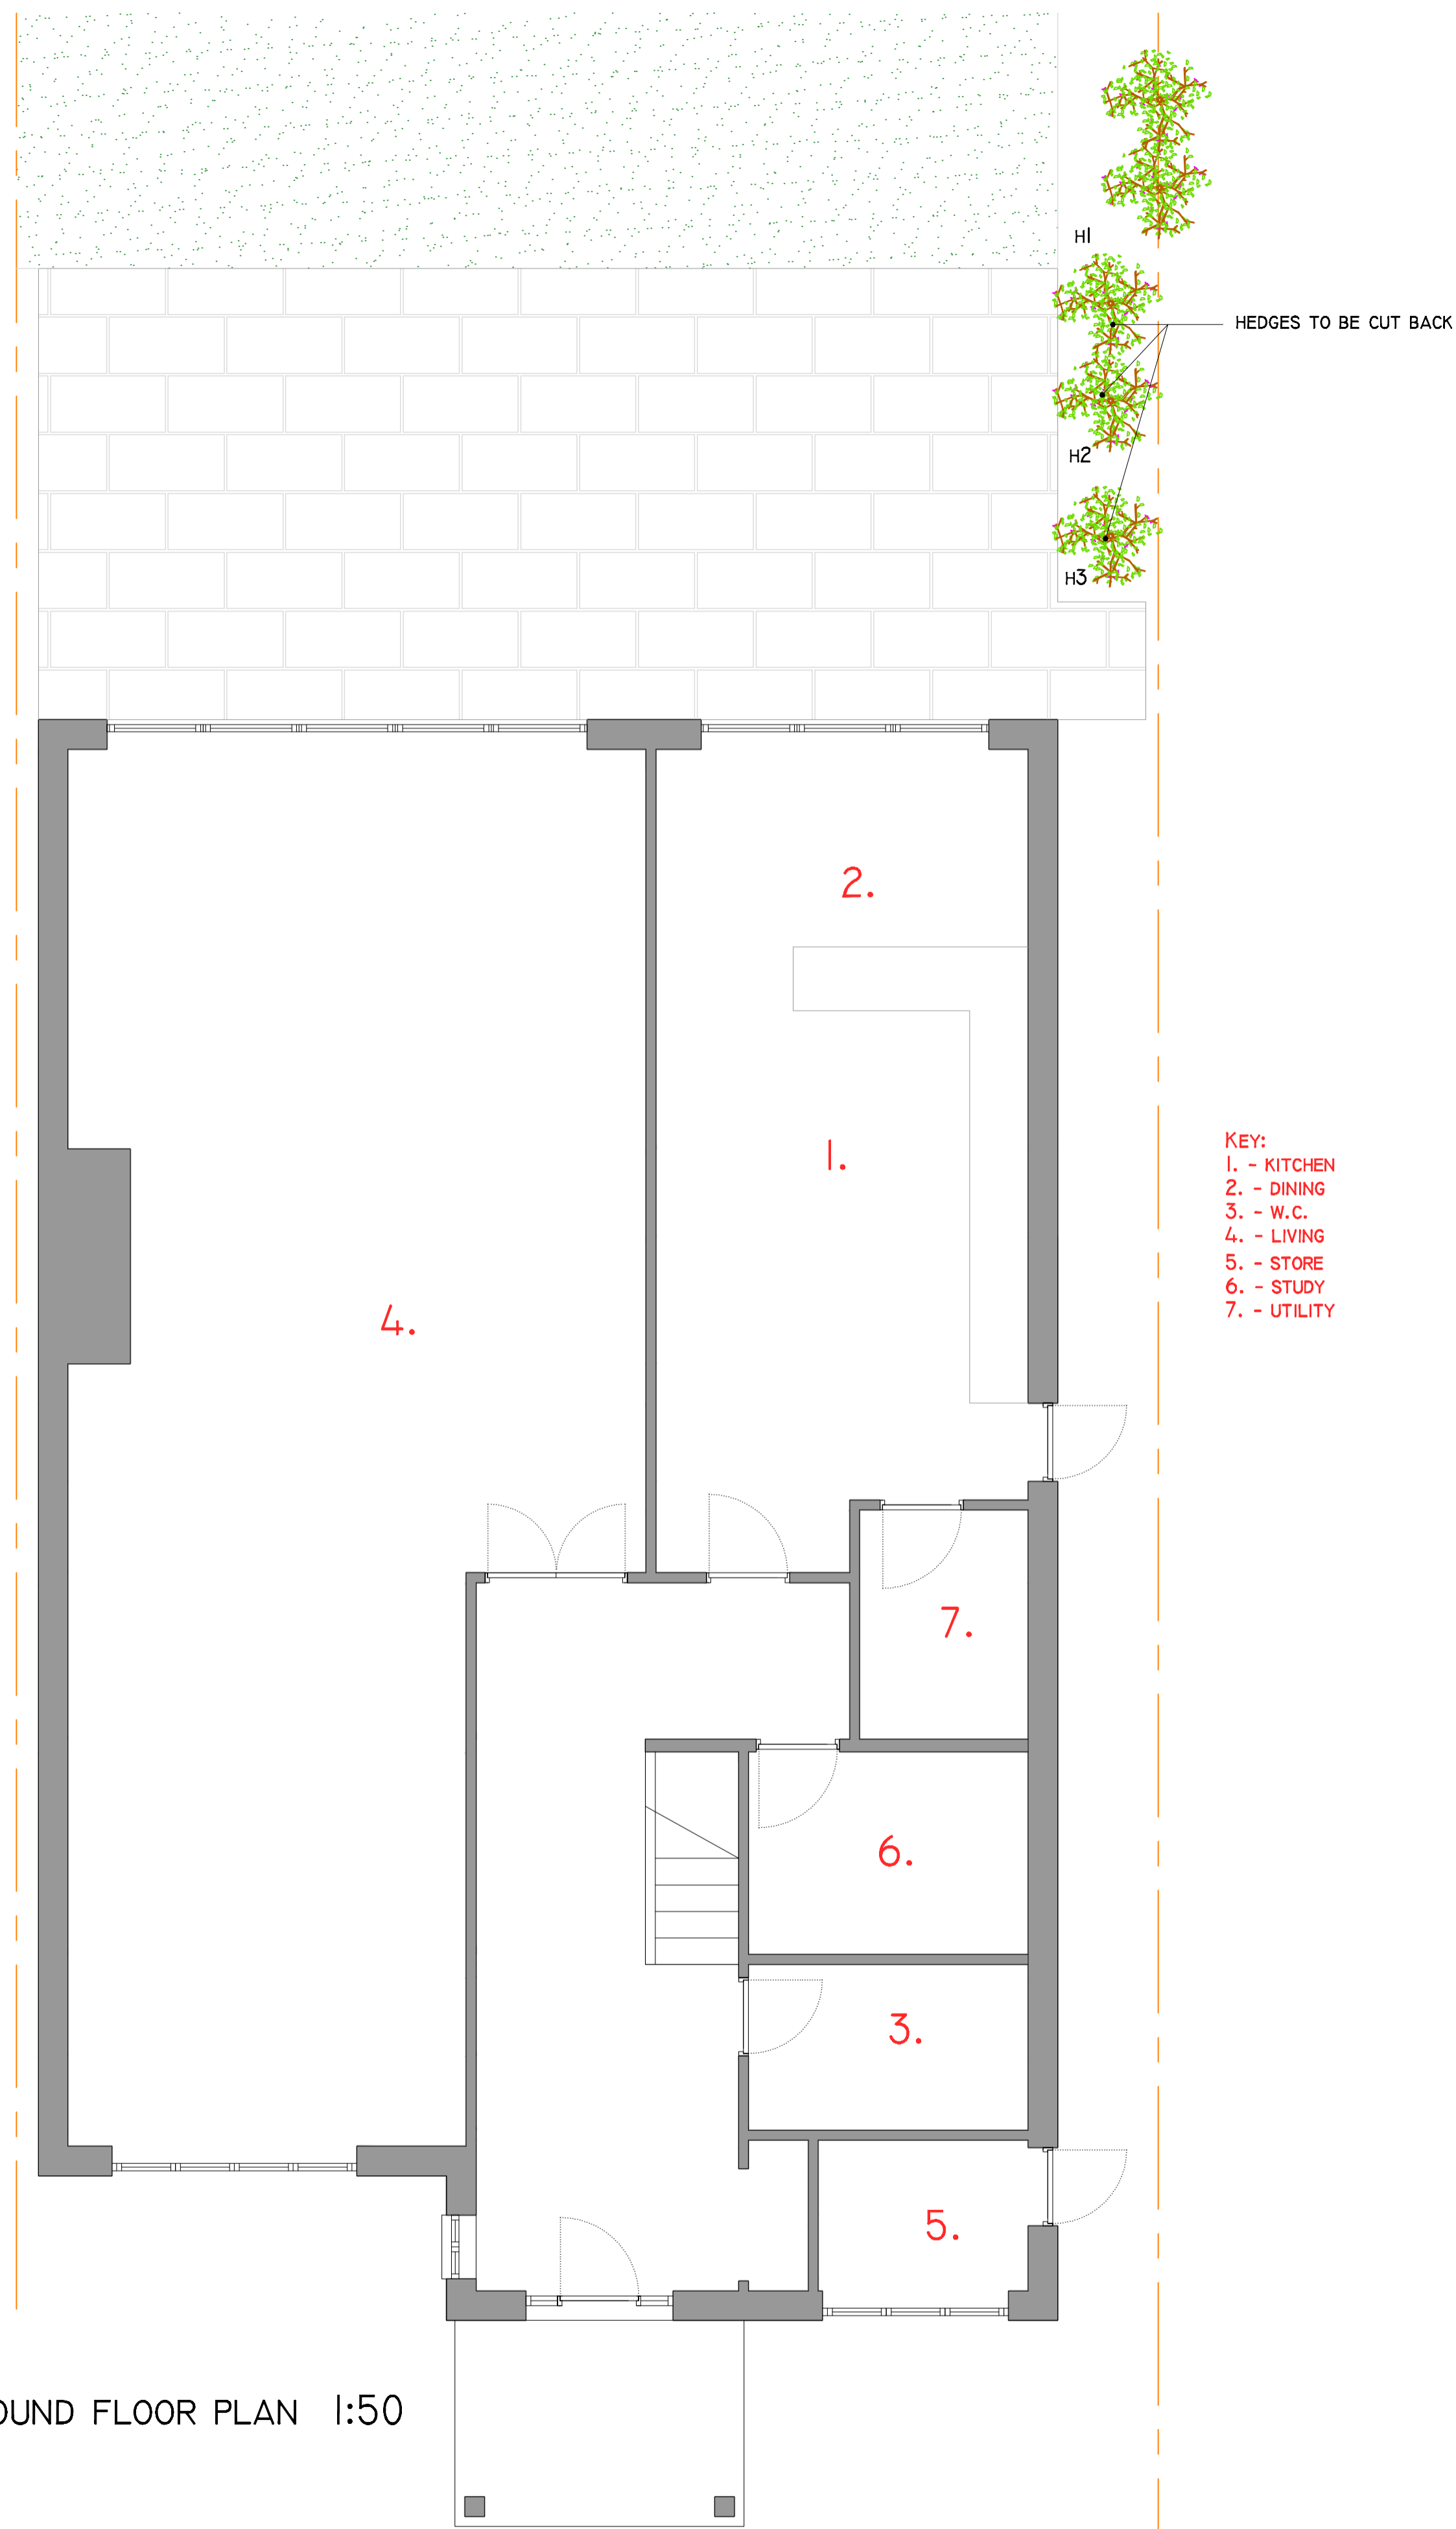 H1
HEDGES TO BE CUT BACK
H2
H3
2.
1.
KEY:
1. - KITCHEN
2. - DINING
3. - W.C.
4. - LIVING
5. - STORE
6. - STUDY
7. - UTILITY
4.
7.
6.
3.
5.
OUND FLOOR PLAN 1:50